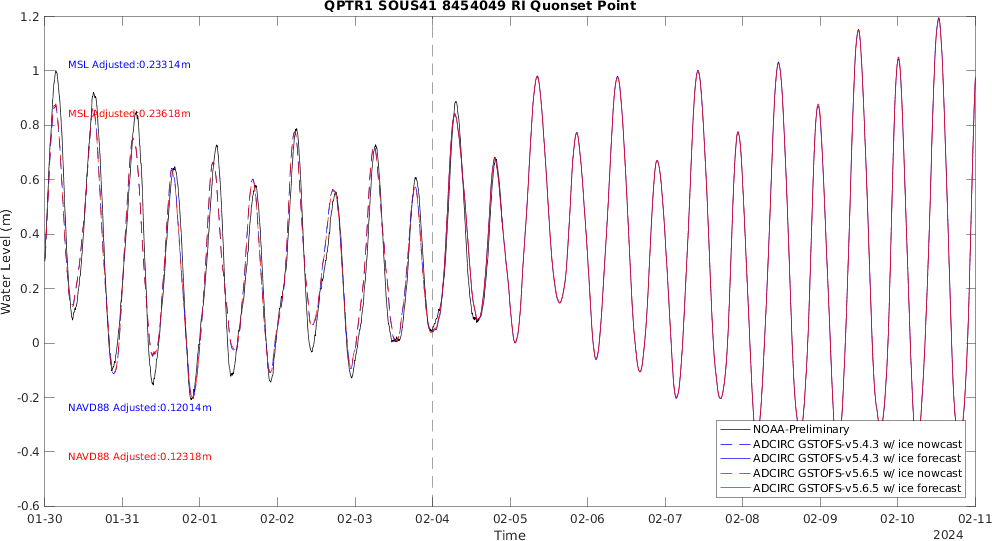 QPTR1 SOUS41 8454049 RI Quonset Point
Water Level (m)
1.2
1
0.8
0.6
0.4
0.2
0
-0.2
-0.4
-0.6
MSL Adjusted:0.23314m
MSL Adjusted:0.23618m
NAVD88 Adjusted:0.12014m
NAVD88 Adjusted:0.12318m
NOAA-Preliminary
ADCIRC GSTOFS-v5.4.3 w/ ice nowcast
ADCIRC GSTOFS-v5.4.3 w/ ice forecast
ADCIRC GSTOFS-v5.6.5 w/ ice nowcast
ADCIRC GSTOFS-v5.6.5 w/ ice forecast
01-30 01-31 02-01 02-02 02-03 02-04 02-05 02-06 02-07 02-08 02-09 02-10 02-11
Time
2024